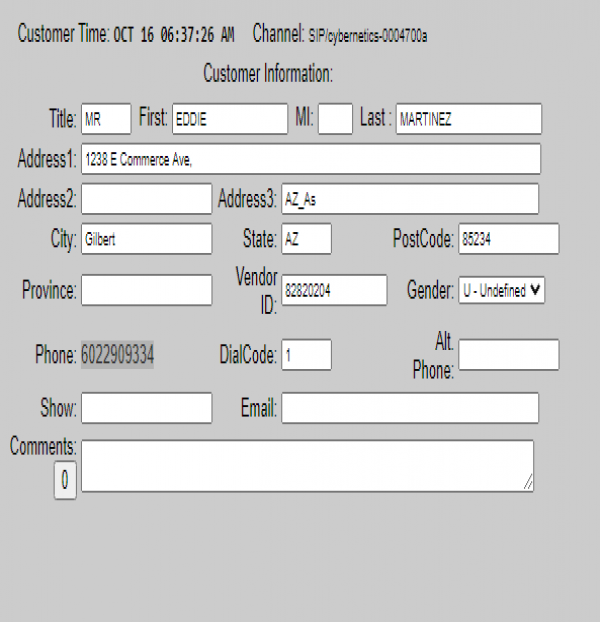 Customer Time: OCT 16 06:37:26 AM Channel: SIP/cybernetics-0004700a
Customer Information:
Title: MR First: EDDIE MI: Last : MARTINEZ
Address1: 1238 E Commerce Ave,
Address2: Address3: AZ_As
City: Gilbert State: AZ PostCode: 85234
Province: Vendor ID: 82820204 Gender: U - Undefined
Phone: 6022909334 DialCode: 1 Alt. Phone:
Show: Email:
Comments:
0